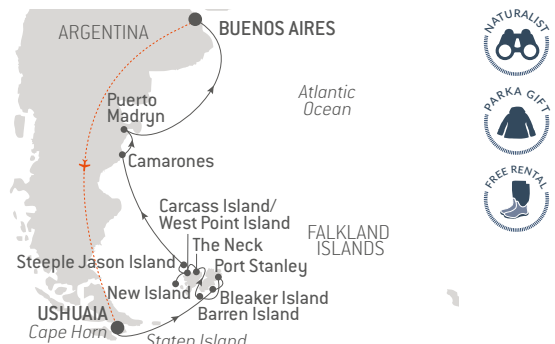 ARGENTINA
BUENOS AIRES
NATURALIST
Atlantic
Ocean
Puerto
Madryn
PARKA GIFT
Camarones
FREE RENTAL
Carcass Island/
West Point Island
FALKLAND
ISLANDS
The Neck
Steeple Jason Island
Port Stanley
New Island
Bleaker Island
Barren Island
USHUAIA
Cape Horn
Staten Island